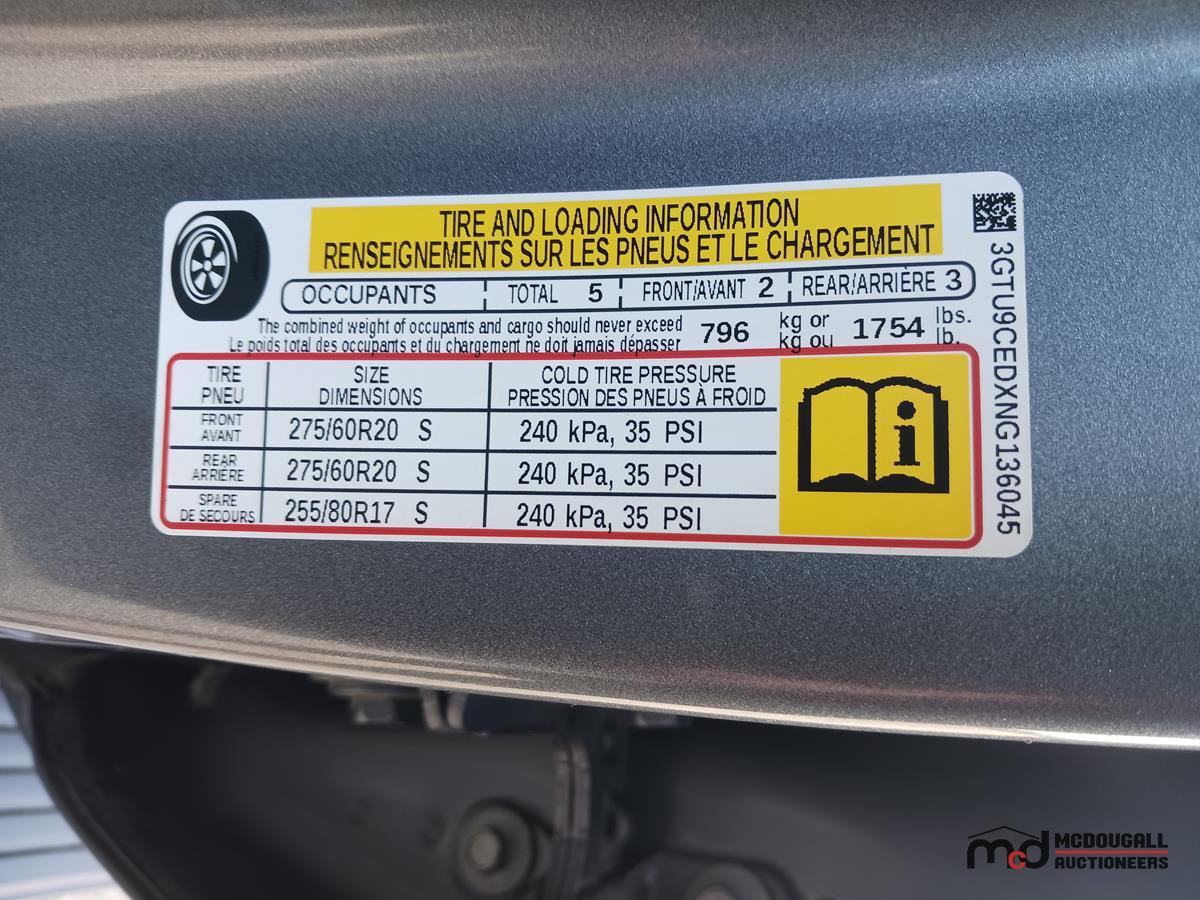 TIRE AND LOADING INFORMATION
RENSEIGNEMENTS SUR LES PNEUS ET LE CHARGEMENT
OCCUPANTS TOTAL 5 FRONT/AVANT 2 REAR/ARRIÈRE 3
The combined weight of occupants and cargo should never exceed 796 kg or 1754 lbs.
Le poids total des occupants et du chargement ne doit jamais dépasser kg ou lb.
TIRE SIZE COLD TIRE PRESSURE
PNEU DIMENSIONS PRESSION DES PNEUS À FROID
FRONT
AVANT 275/60R20 S 240 kPa, 35 PSI
REAR
ARRIÈRE 275/60R20 S 240 kPa, 35 PSI
SPARE
DE SECOURS 255/80R17 S 240 kPa, 35 PSI
i
3GTU9CEDXNG136045
mcd MCDOUGALL
AUCTIONEERS